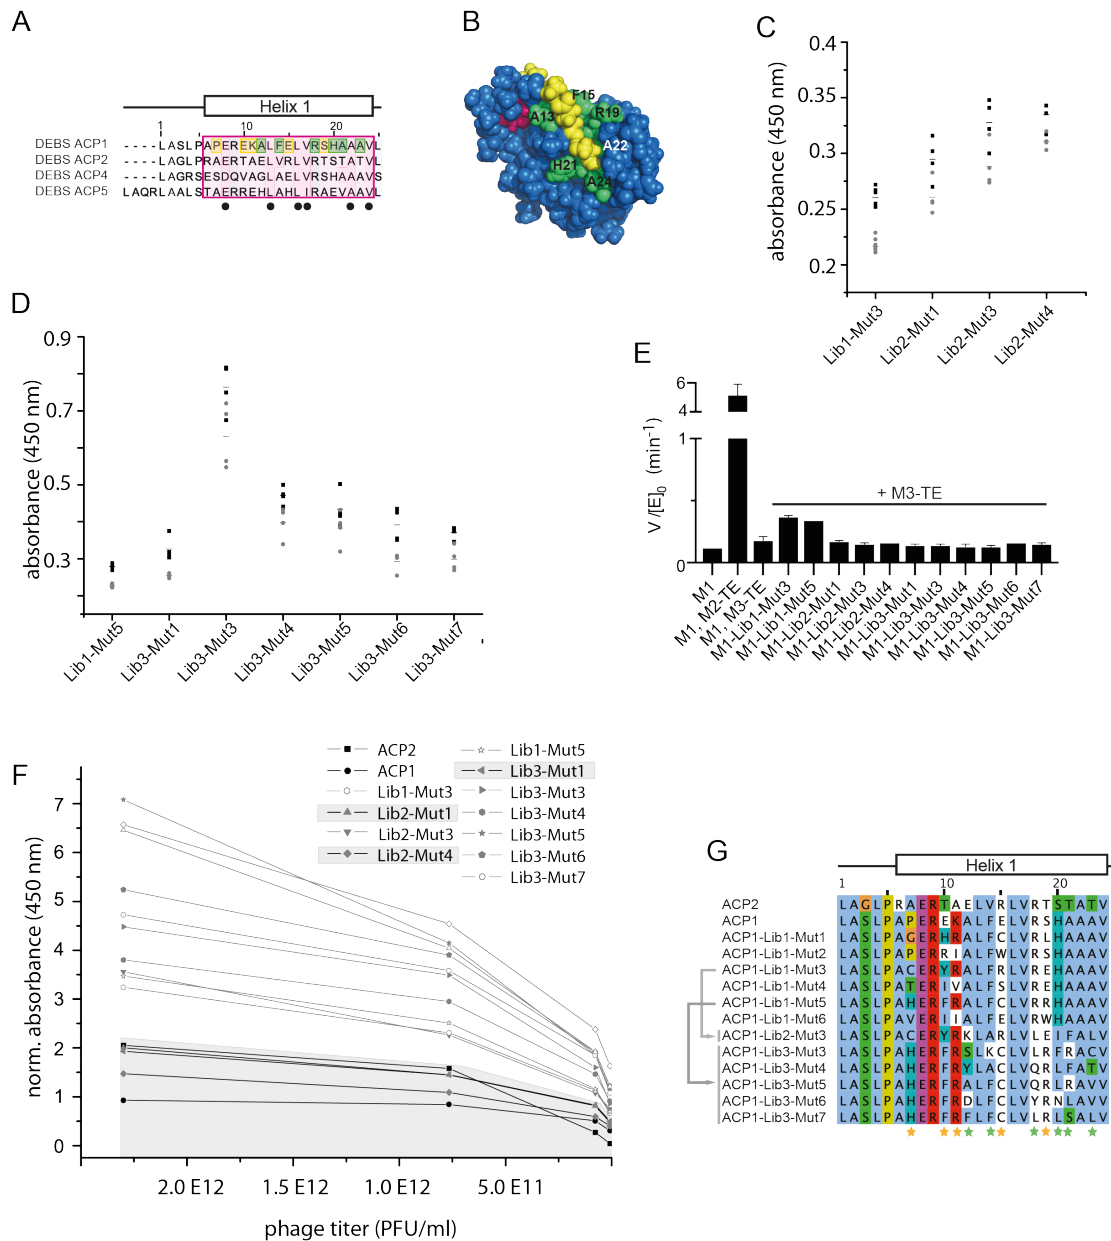 A
Helix 1
1 10 20
DEBS ACP1 ----LASLPAPEREKALFELVRSHAAAVL
DEBS ACP2 ----LAGLPRAERTAELVRLVRTSTATVL
DEBS ACP4 ----LAGRSESDQVAGLAELVRSHAAAVS
DEBS ACP5 LAQRLAALSTAERREHLAHLIRAEVAAVL
B
F15
A13
R19
A22
H21
A24
C
absorbance (450 nm)
0.4
0.35
0.3
0.25
0.2
Lib1-Mut3
Lib2-Mut1
Lib2-Mut3
Lib2-Mut4
D
absorbance (450 nm)
0.9
0.7
0.5
0.3
Lib1-Mut5
Lib3-Mut1
Lib3-Mut3
Lib3-Mut4
Lib3-Mut5
Lib3-Mut6
Lib3-Mut7
E
V/[E]0 (min-1)
6
4
1
0
+ M3-TE
M1
M1, M2-TE
M1, M3-TE
M1-Lib1-Mut3
M1-Lib1-Mut5
M1-Lib2-Mut1
M1-Lib2-Mut3
M1-Lib2-Mut4
M1-Lib3-Mut1
M1-Lib3-Mut3
M1-Lib3-Mut4
M1-Lib3-Mut5
M1-Lib3-Mut6
M1-Lib3-Mut7
F
ACP2
ACP1
Lib1-Mut3
Lib2-Mut1
Lib2-Mut3
Lib2-Mut4
Lib1-Mut5
Lib3-Mut1
Lib3-Mut3
Lib3-Mut4
Lib3-Mut5
Lib3-Mut6
Lib3-Mut7
norm. absorbance (450 nm)
7
6
5
4
3
2
1
0
2.0 E12
1.5 E12
1.0 E12
5.0 E11
phage titer (PFU/ml)
G
Helix 1
1 10 20
ACP2 LAGLPRAERTAELVRLVRTSTATV
ACP1 LASLPAPEREKALFELVRSHAAAV
ACP1-Lib1-Mut1 LASLPAGERHRALFCLVRLHAAAV
ACP1-Lib1-Mut2 LASLPAPERRIALFWLVRSHAAAV
ACP1-Lib1-Mut3 LASLPACERYRALFRLVREHAAAV
ACP1-Lib1-Mut4 LASLPATERIVALFSLVREHAAAV
ACP1-Lib1-Mut5 LASLPAHERFRALFCLVRRHAAAV
ACP1-Lib1-Mut6 LASLPAVERIIALFELVRWHAAAV
ACP1-Lib2-Mut3 LASLPACERYRKLARLVLEIFALV
ACP1-Lib3-Mut3 LASLPAHERFRSLKCLVLRFRACV
ACP1-Lib3-Mut4 LASLPAHERFRYLACLVQRLFATV
ACP1-Lib3-Mut5 LASLPAHERFRALFCLVQRLRAVV
ACP1-Lib3-Mut6 LASLPAHERFRDLFCLVYRNLAVV
ACP1-Lib3-Mut7 LASLPAHERFRFLFCLVLRLSALV